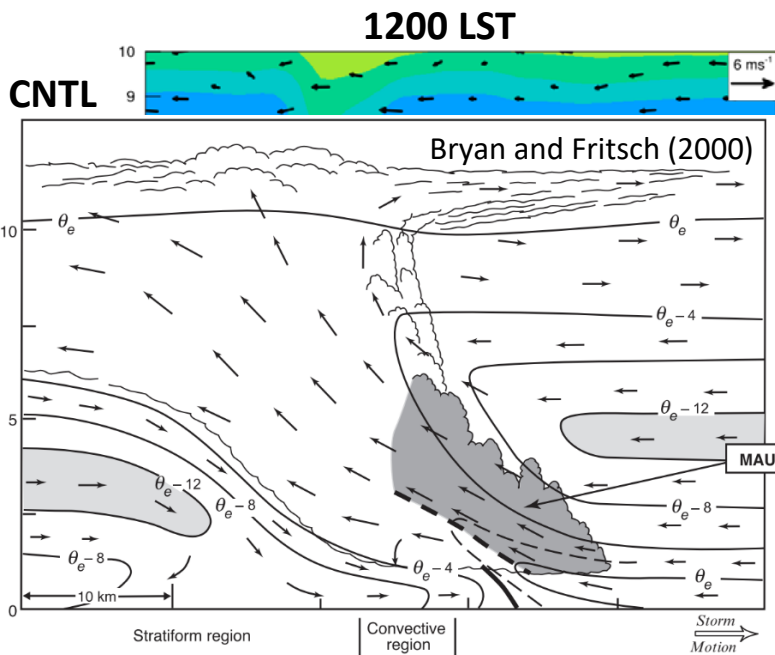 1200 LST
10
6 ms⁻¹
CNTL
9
Bryan and Fritsch (2000)
θe
θe
10
θe−4
θe−12
5
MAU
θe−12
θe−8
θe−8
θe−8
θe−4
θe
0
10 km
Stratiform region
Convective
region
Storm
Motion